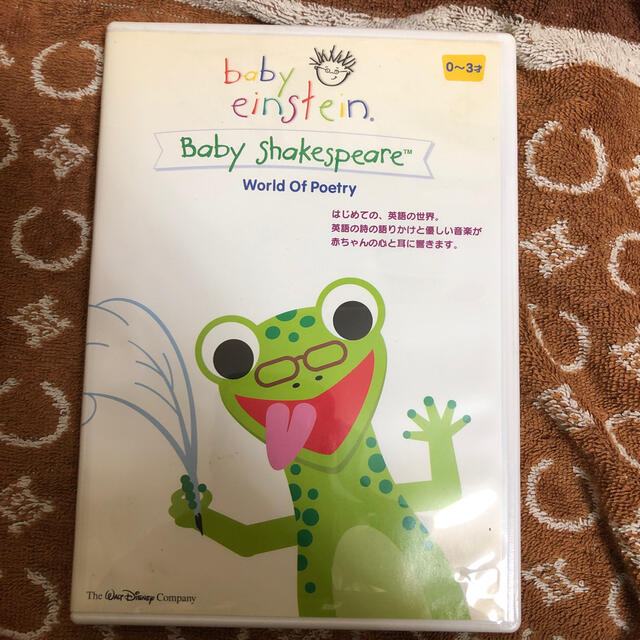 baby
einstein.
0〜3才
Baby Shakespeare™
World Of Poetry
はじめての、英語の世界。
英語の詩の語りかけと優しい音楽が
赤ちゃんの心と耳に響きます。
The Walt Disney Company